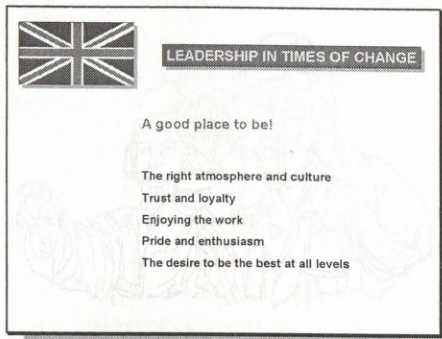 LEADERSHIP IN TIMES OF CHANGE
A good place to be!
The right atmosphere and culture
Trust and loyalty
Enjoying the work
Pride and enthusiasm
The desire to be the best at all levels